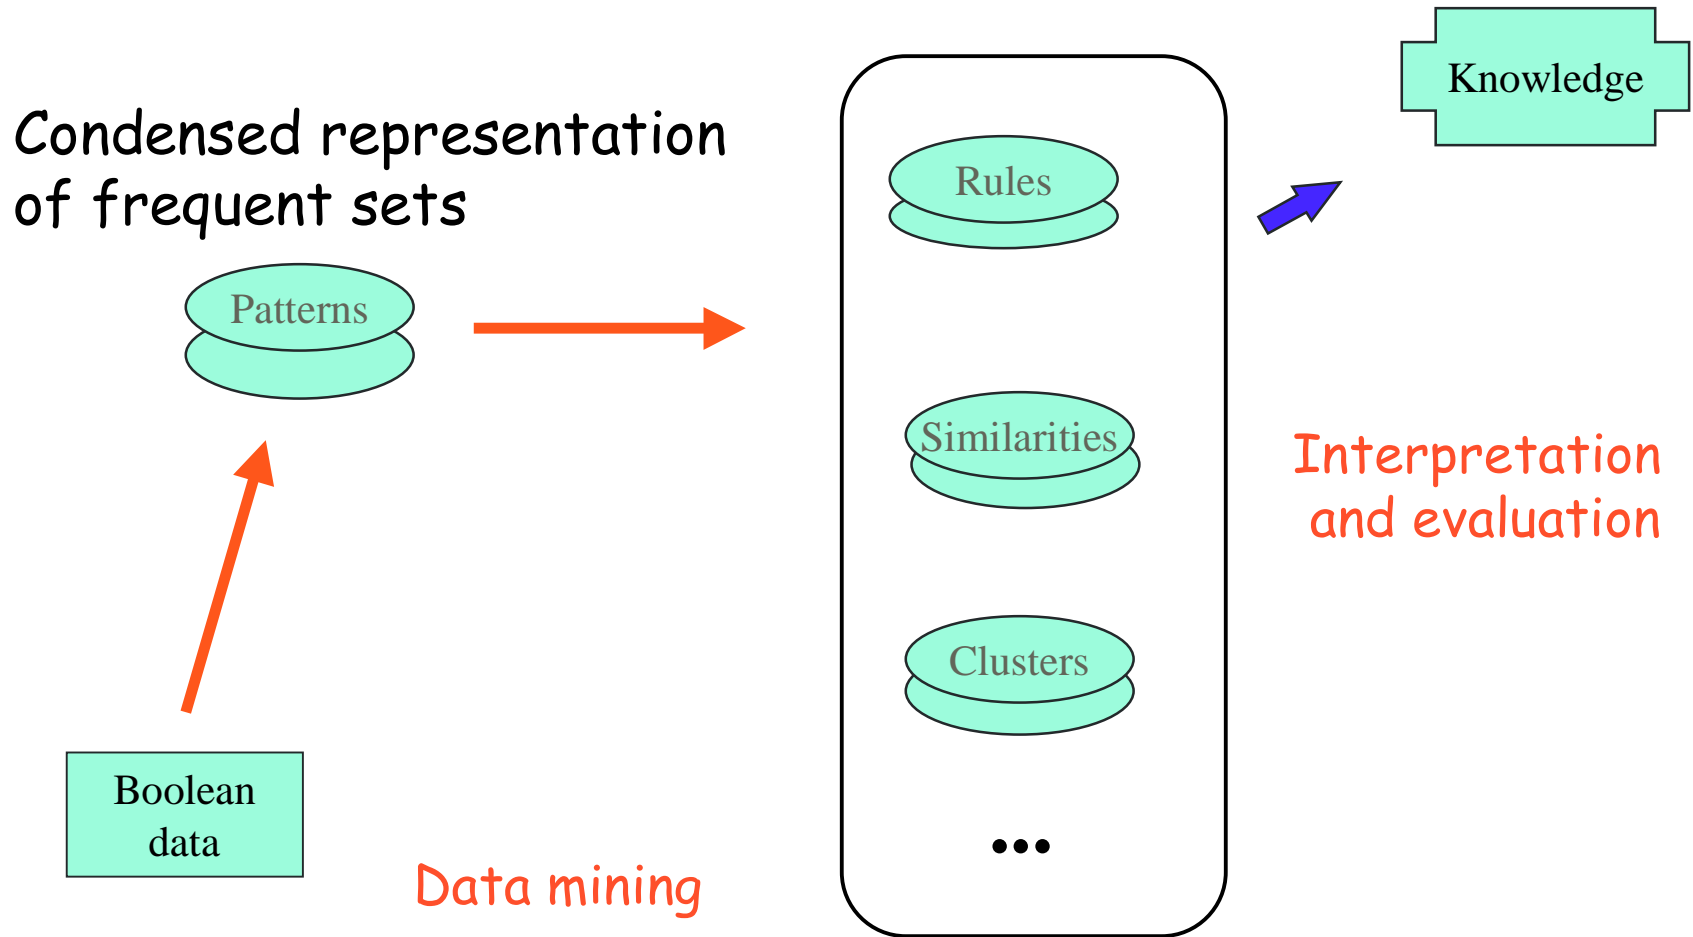 Knowledge
Condensed representation
of frequent sets
Rules
Patterns
Similarities
Interpretation
and evaluation
Clusters
Boolean
data
...
Data mining